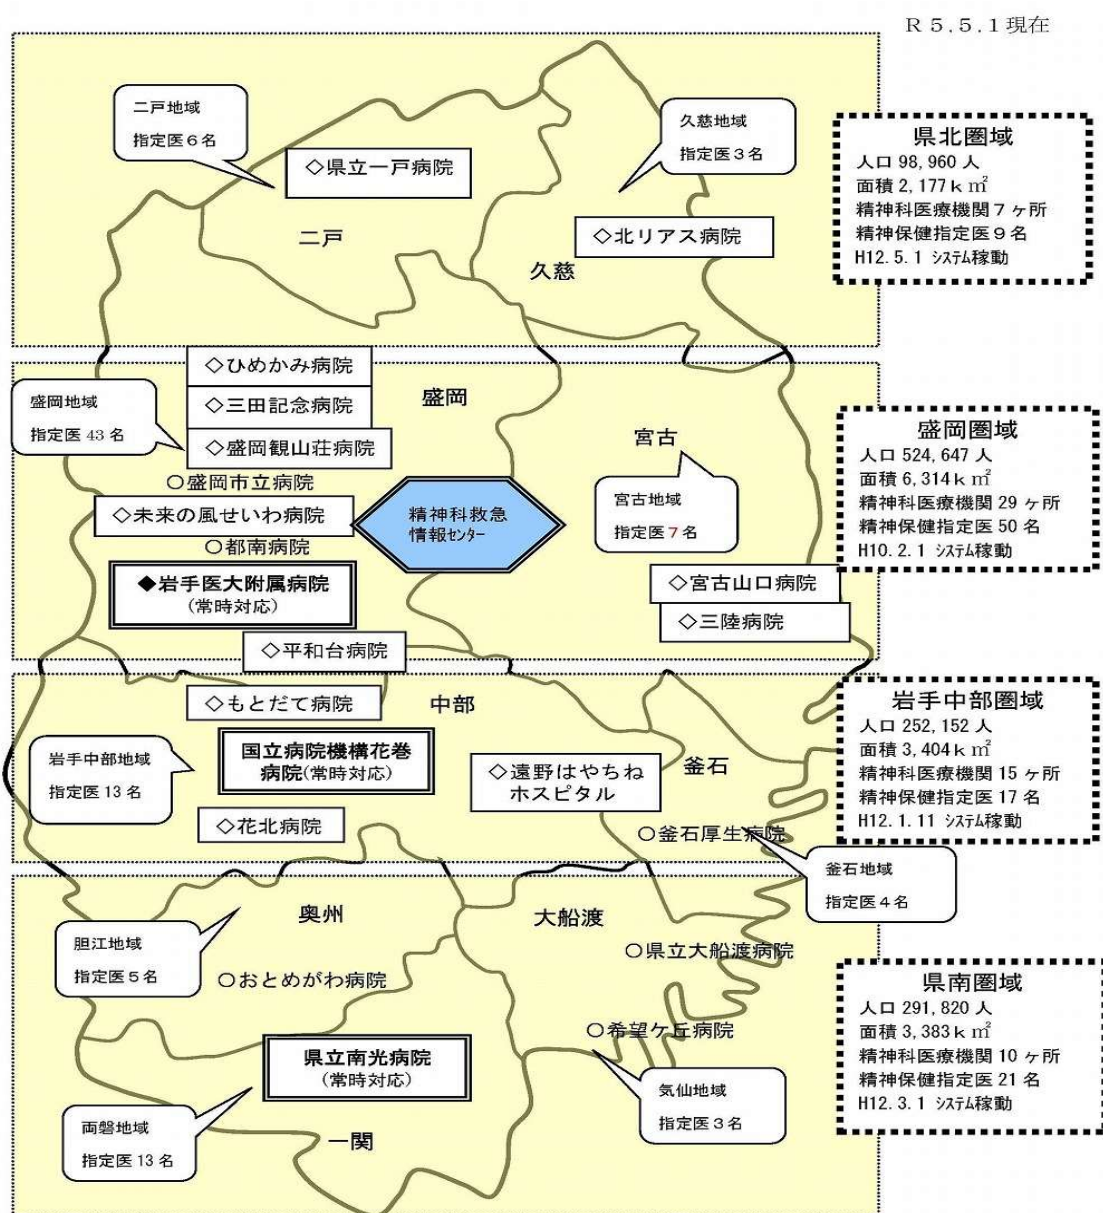 R5.5.1現在
二戸地域
指定医6名
久慈地域
指定医3名
◇県立一戸病院
◇北リアス病院
二戸
久慈
県北圏域
人口 98,960 人
面積 2,177ｋ㎡
精神科医療機関7ヶ所
精神保健指定医9名
H12.5.1 ｼｽﾃﾑ稼動
◇ひめかみ病院
◇三田記念病院
◇盛岡観山荘病院
盛岡地域
指定医 43 名
盛岡
宮古
○盛岡市立病院
◇未来の風せいわ病院
○都南病院
◆岩手医大附属病院
(常時対応)
精神科救急
情報ｾﾝﾀｰ
宮古地域
指定医7名
◇宮古山口病院
◇三陸病院
◇平和台病院
盛岡圏域
人口 524,647 人
面積 6,314ｋ㎡
精神科医療機関 29 ヶ所
精神保健指定医 50 名
H10.2.1 ｼｽﾃﾑ稼動
◇もとだて病院
中部
岩手中部地域
指定医 13 名
国立病院機構花巻
病院(常時対応)
◇花北病院
◇遠野はやちね
ホスピタル
釜石
○釜石厚生病院
釜石地域
指定医4名
岩手中部圏域
人口 252,152 人
面積 3,404ｋ㎡
精神科医療機関 15 ヶ所
精神保健指定医 17 名
H12.1.11 ｼｽﾃﾑ稼動
奥州
大船渡
胆江地域
指定医5名
○おとめがわ病院
○県立大船渡病院
○希望ケ丘病院
県立南光病院
(常時対応)
気仙地域
指定医3名
両磐地域
指定医 13 名
一関
県南圏域
人口 291,820 人
面積 3,383ｋ㎡
精神科医療機関 10 ヶ所
精神保健指定医 21 名
H12.3.1 ｼｽﾃﾑ稼動